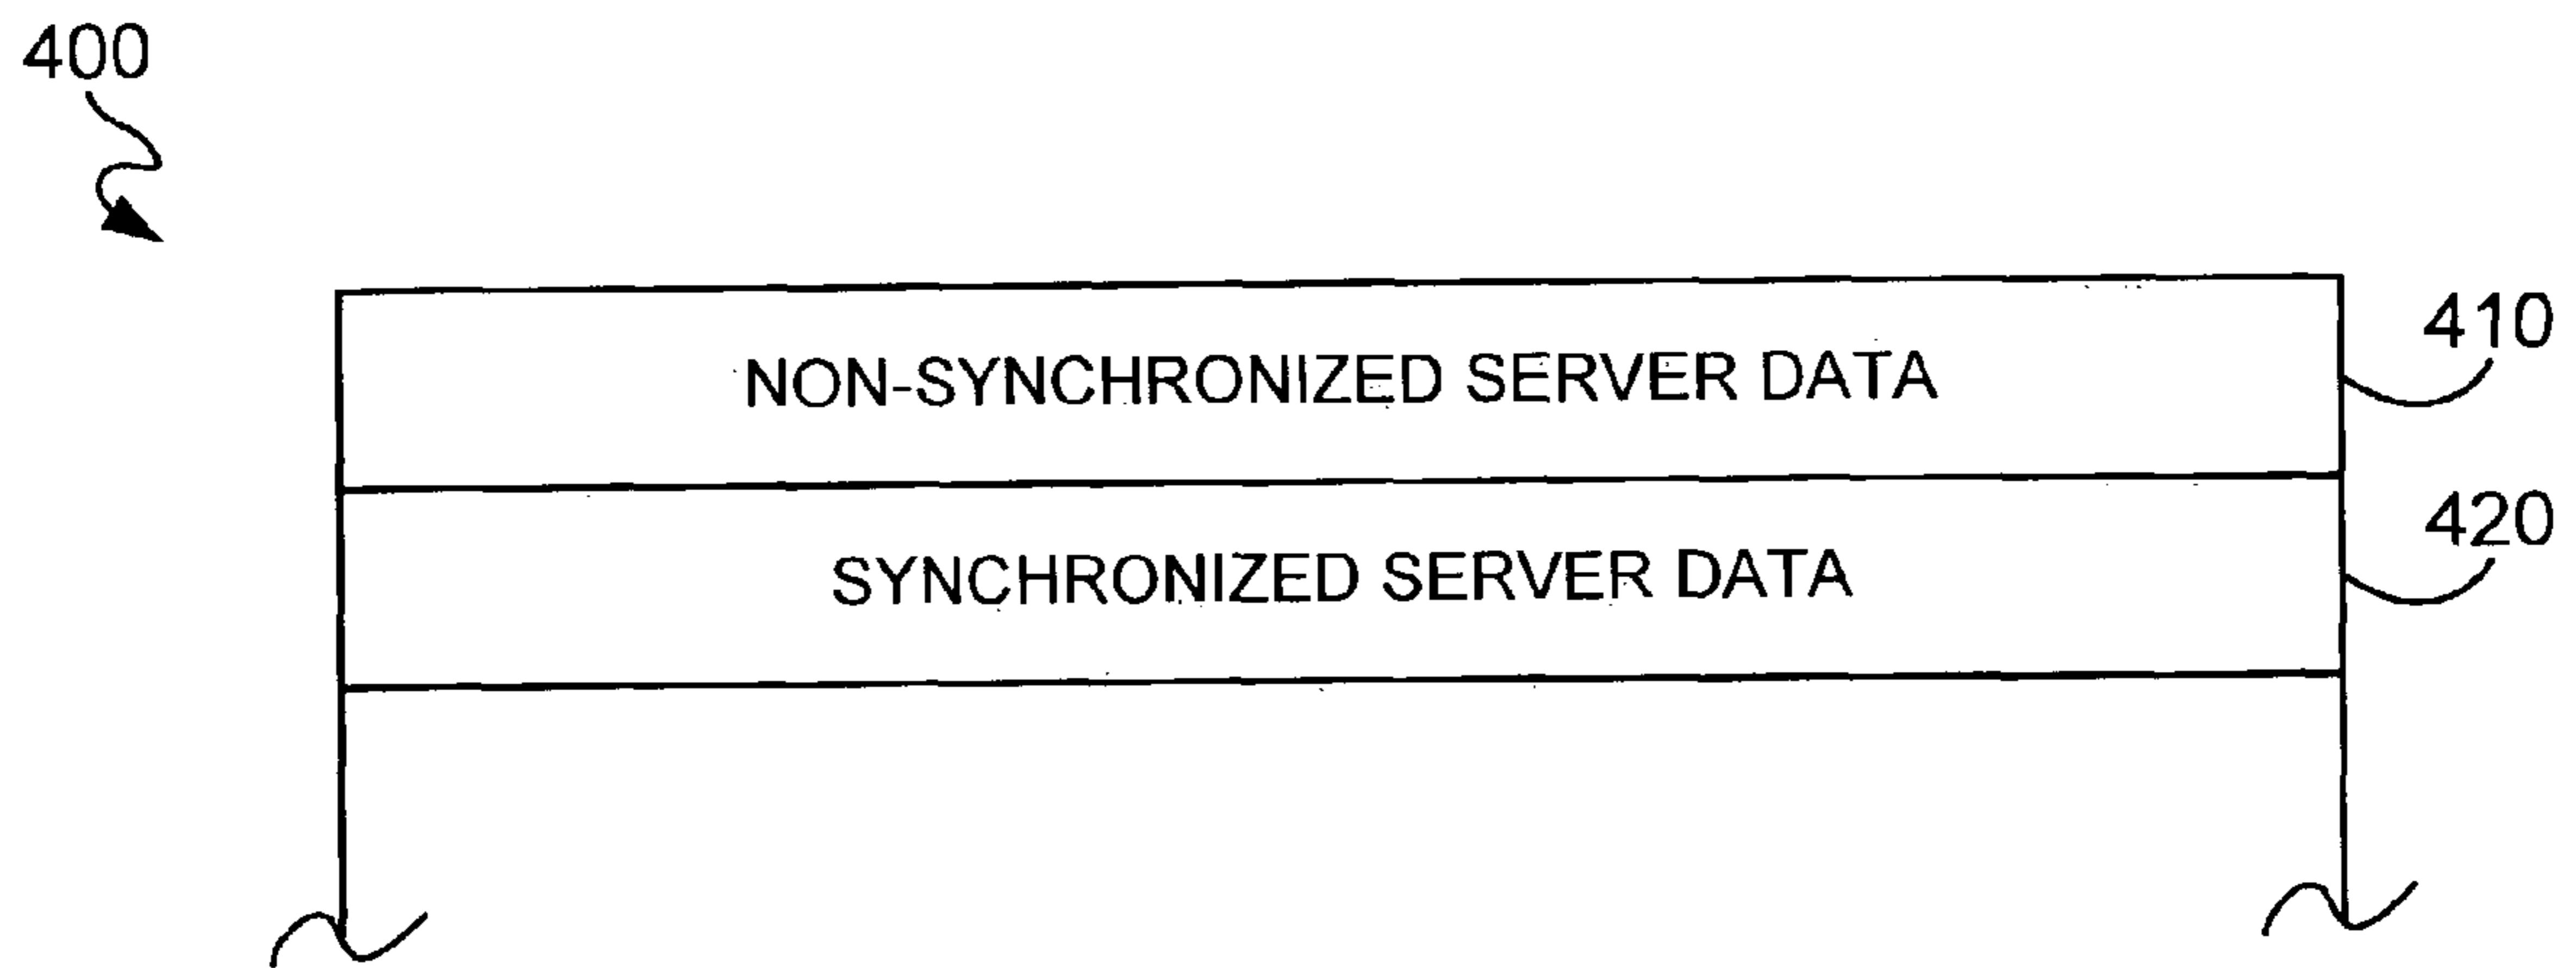 400
NON-SYNCHRONIZED SERVER DATA
410
SYNCHRONIZED SERVER DATA
420